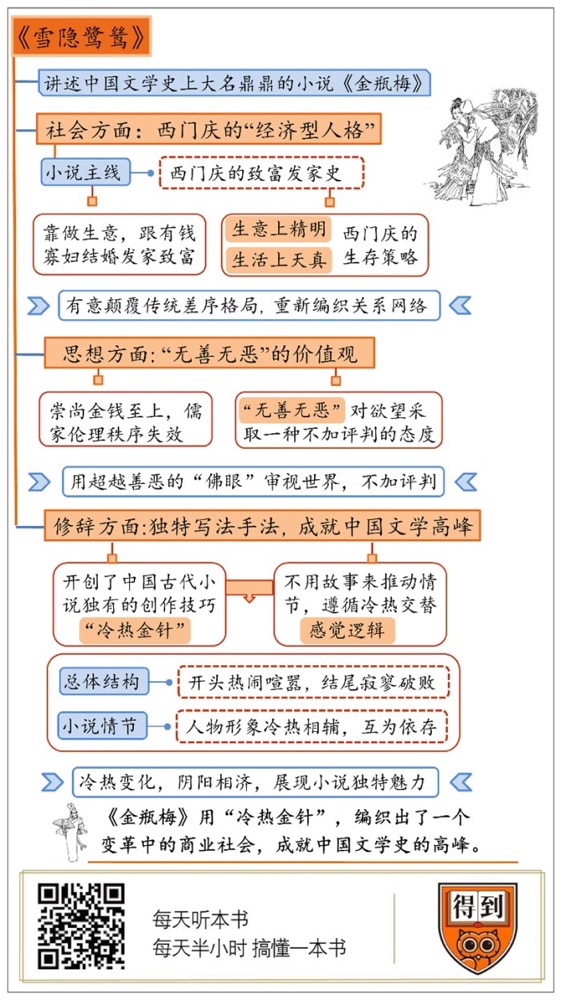 《雪隐鹭鸶》
讲述中国文学史上大名鼎鼎的小说《金瓶梅》
社会方面：西门庆的“经济型人格”
小说主线
西门庆的致富发家史
靠做生意，跟有钱
寡妇结婚发家致富
生意上精明
生活上天真
西门庆的
生存策略
有意颠覆传统差序格局，重新编织关系网络
思想方面:“无善无恶”的价值观
崇尚金钱至上，儒
家伦理秩序失效
“无善无恶”对欲望采
取一种不加评判的态度
用超越善恶的“佛眼”审视世界，不加评判
修辞方面:独特写法手法，成就中国文学高峰
开创了中国古代小
说独有的创作技巧
“冷热金针”
不用故事来推动情
节，遵循冷热交替
感觉逻辑
总体结构
开头热闹喧嚣，结尾寂寥破败
小说情节
人物形象冷热相辅，互为依存
冷热变化，阴阳相济，展现小说独特魅力
《金瓶梅》用“冷热金针”，编织出了一个
变革中的商业社会，成就中国文学史的高峰。
每天听本书
每天半小时 搞懂一本书
得到